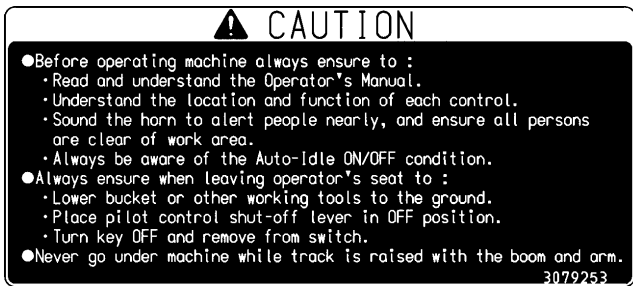 CAUTION
●Before operating machine always ensure to :
・Read and understand the Operator's Manual.
・Understand the location and function of each control.
・Sound the horn to alert people nearly, and ensure all persons
are clear of work area.
・Always be aware of the Auto-Idle ON/OFF condition.
●Always ensure when leaving operator's seat to :
・Lower bucket or other working tools to the ground.
・Place pilot control shut-off lever in OFF position.
・Turn key OFF and remove from switch.
●Never go under machine while track is raised with the boom and arm.
3079253